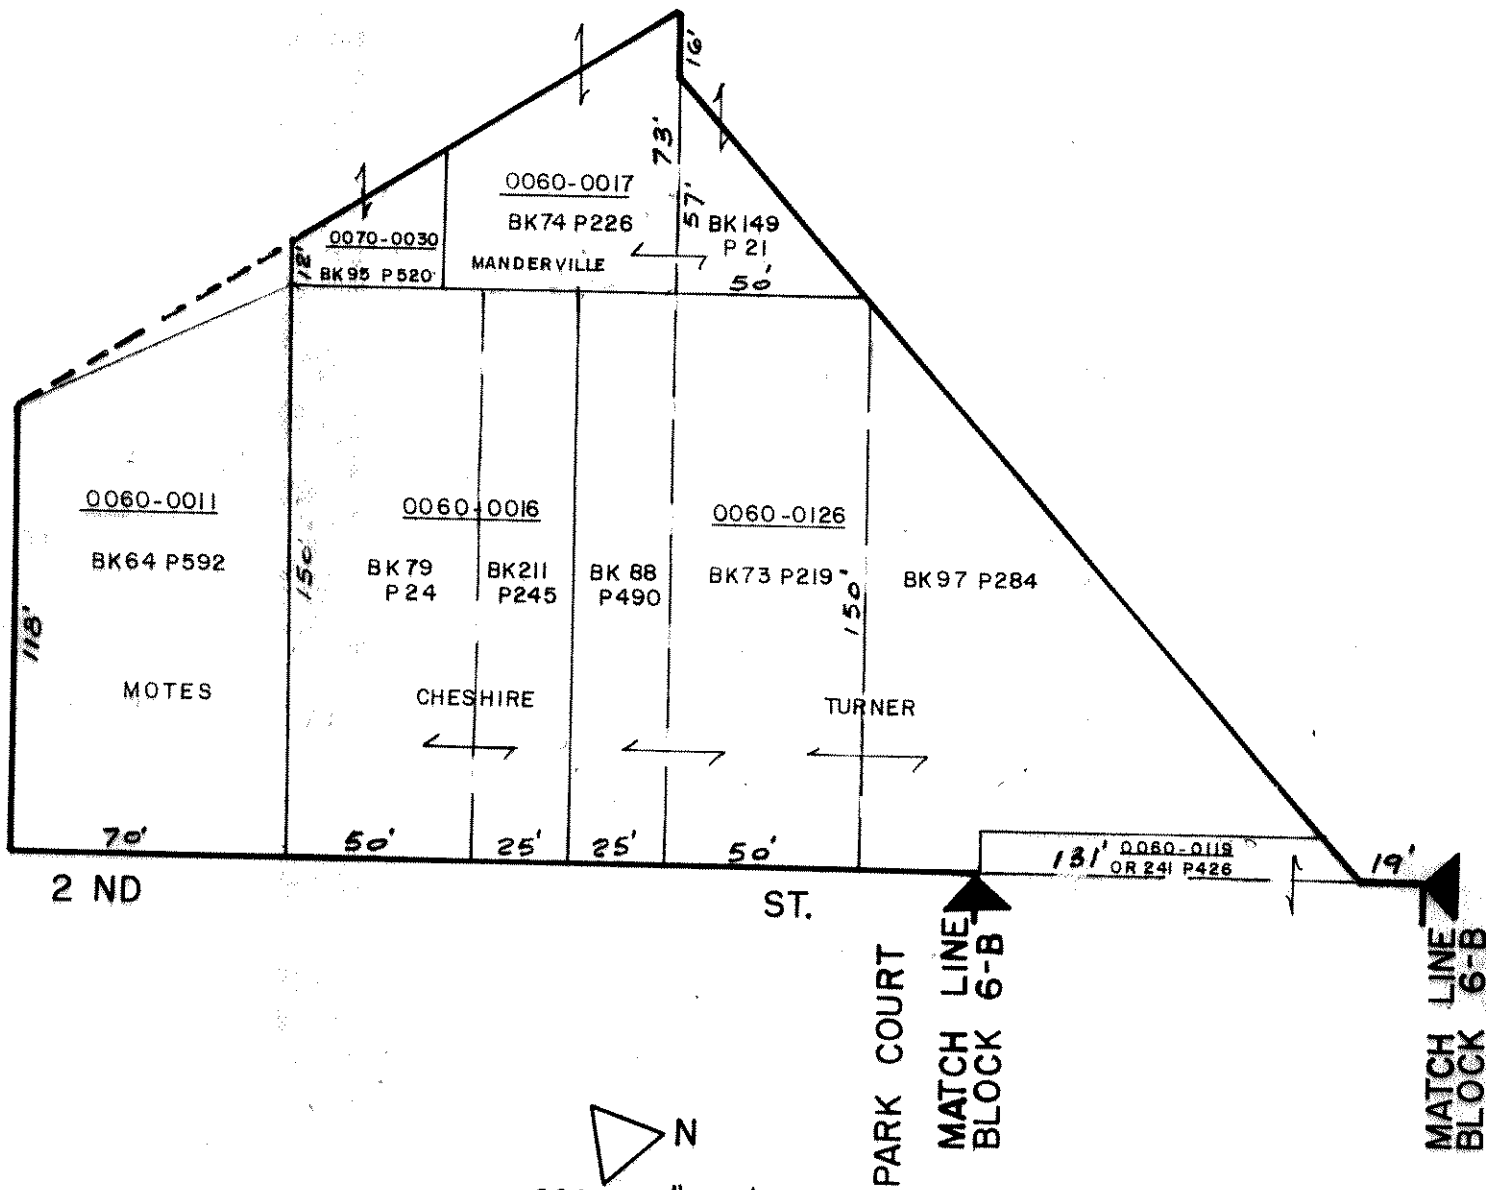 16'
73'
0060-0017
57'
BK74 P226
BK149
P 21
0070-0030
12'
MANDERVILLE
BK95 P520
50'
0060-0011
0060-0016
0060-0126
BK64 P592
150'
BK79
P24
BK211
P245
BK 88
P490
BK73 P219
150'
BK97 P284
118'
MOTES
CHESHIRE
TURNER
70'
50'
25'
25'
50'
131'
0060-0119
OR 241 P426
19'
2 ND
ST.
PARK COURT
MATCH LINE
BLOCK 6-B
MATCH LINE
BLOCK 6-B
N